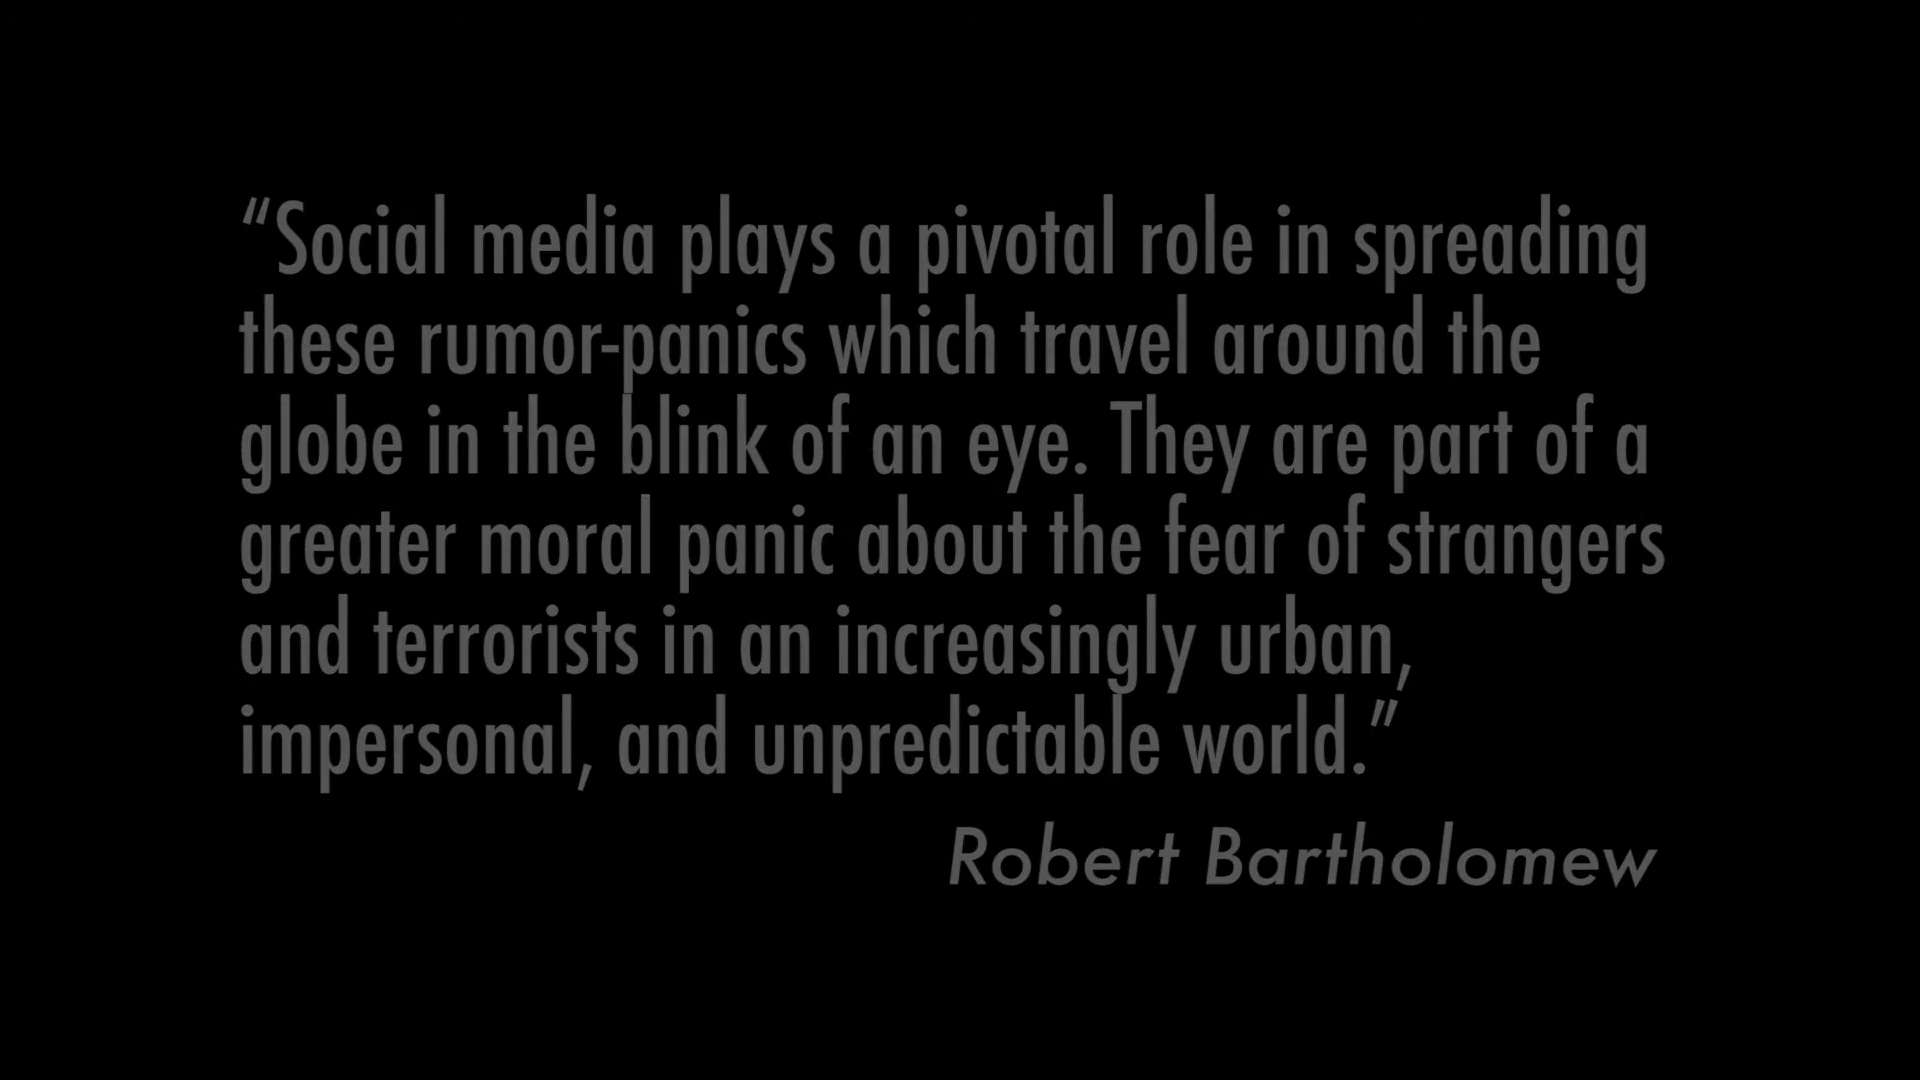 “Social media plays a pivotal role in spreading
these rumor-panics which travel around the
globe in the blink of an eye. They are part of a
greater moral panic about the fear of strangers
and terrorists in an increasingly urban,
impersonal, and unpredictable world.”
Robert Bartholomew